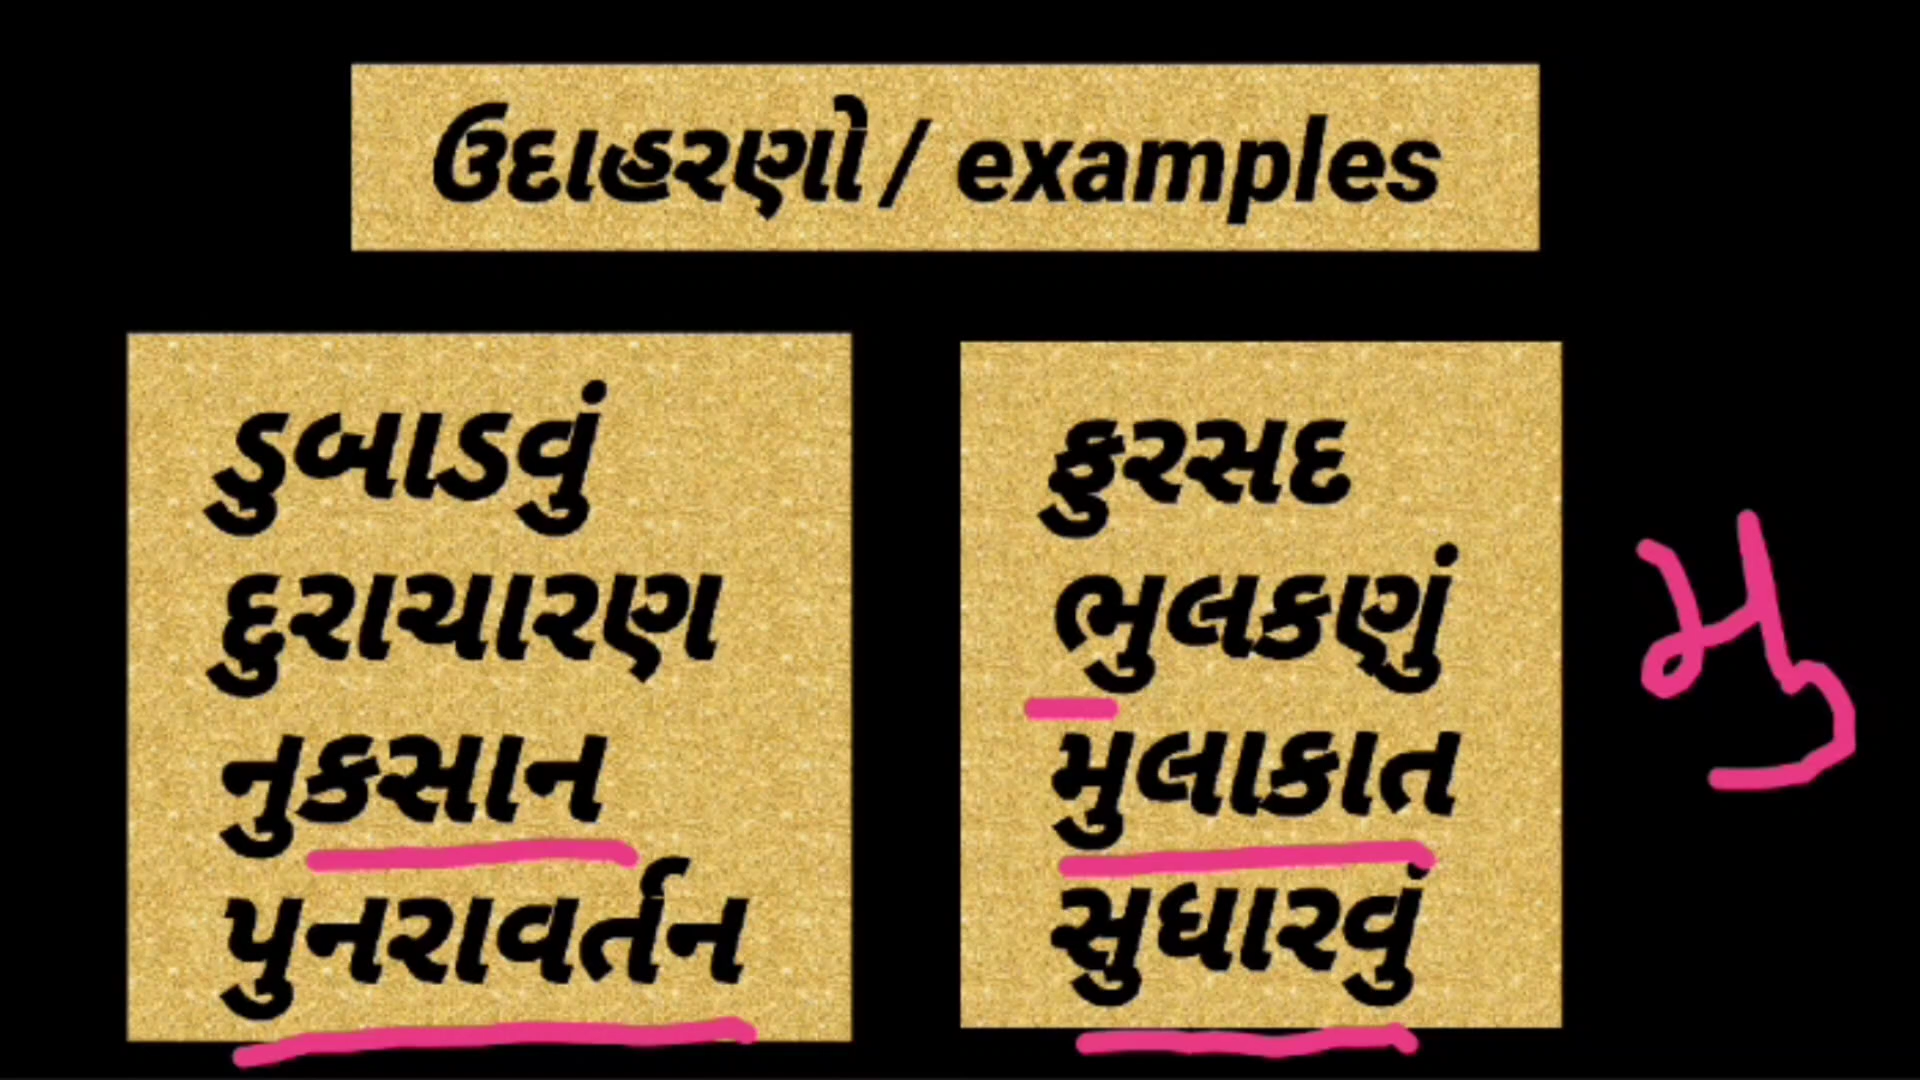 ઉદાહરણો / examples
ડુબાડવું
દુરાચારણ
નુકસાન
પુનરાવર્તન
ફુરસદ
ભુલકણું
મુલાકાત
સુધારવું
મુ